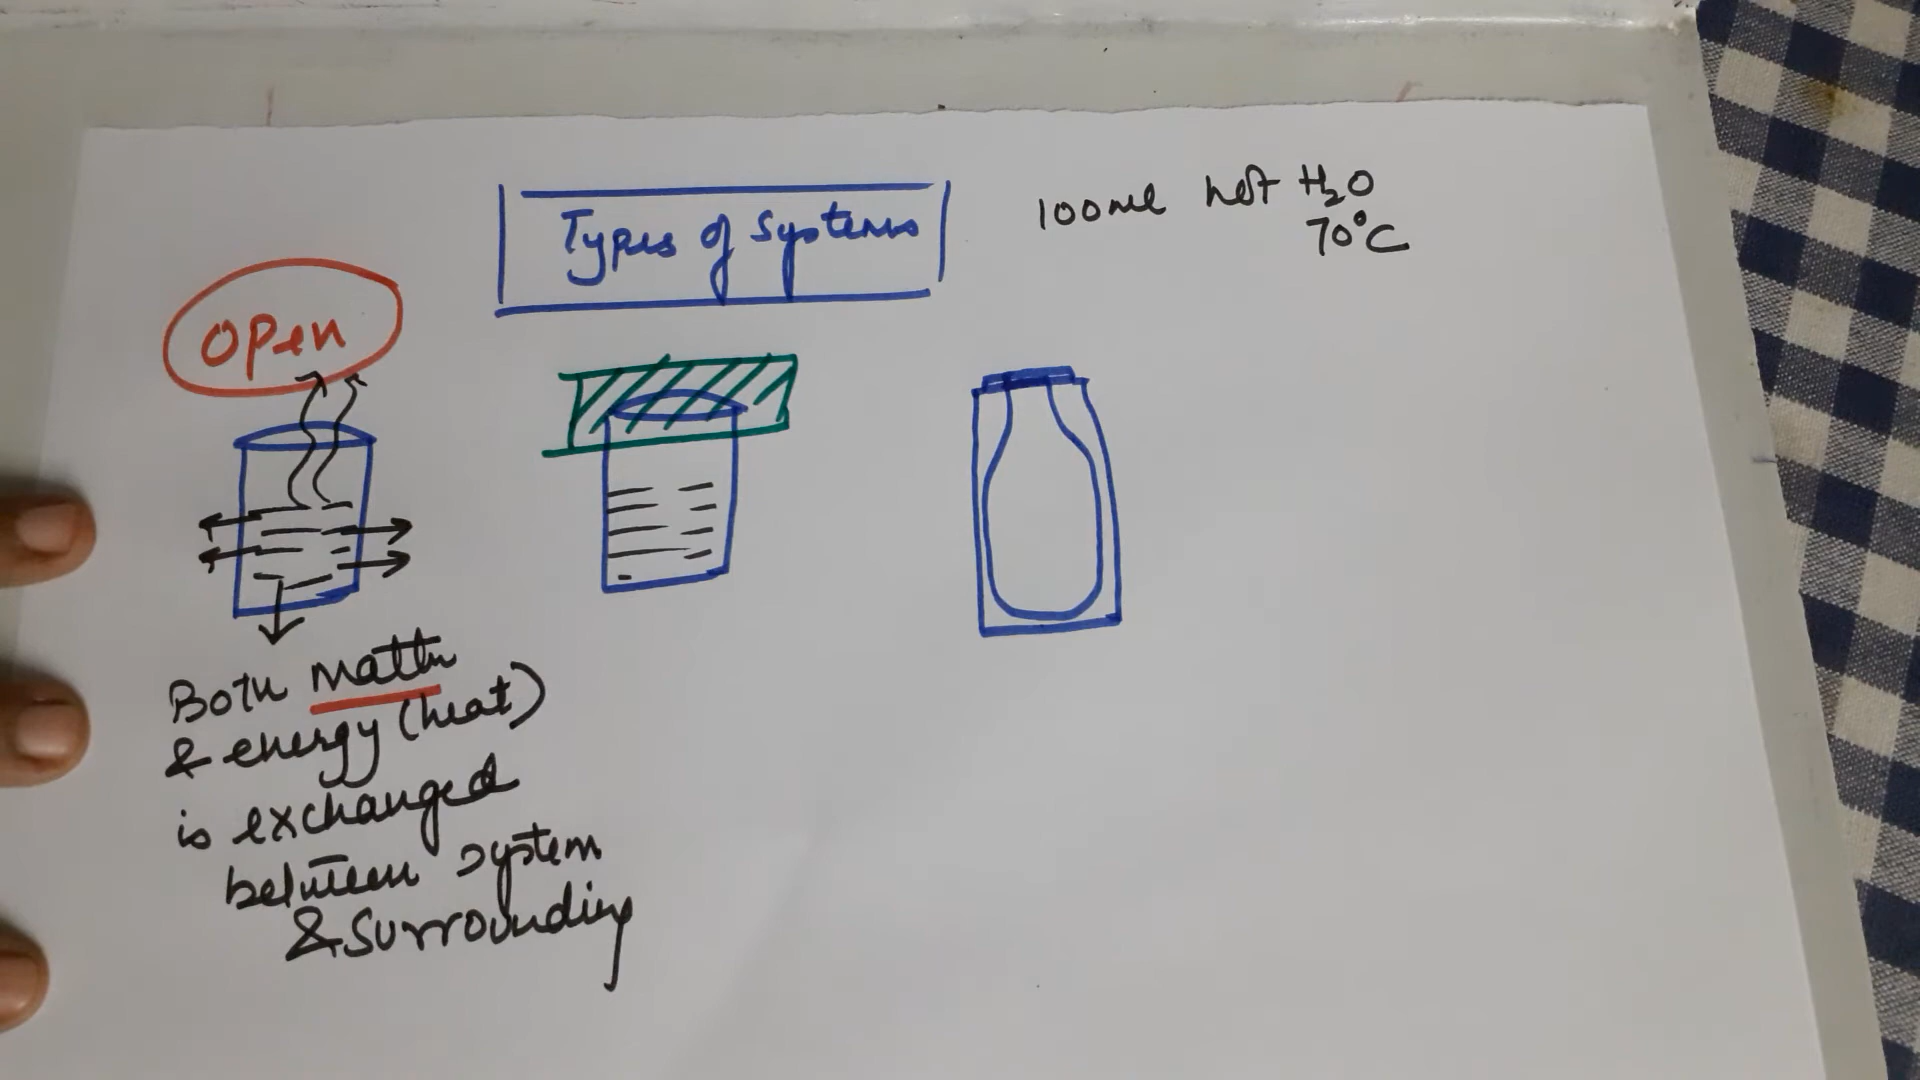 Types of Systems
100ml hot H₂O
70°C
open
Both matter
& energy (heat)
is exchanged
between system
& surrounding